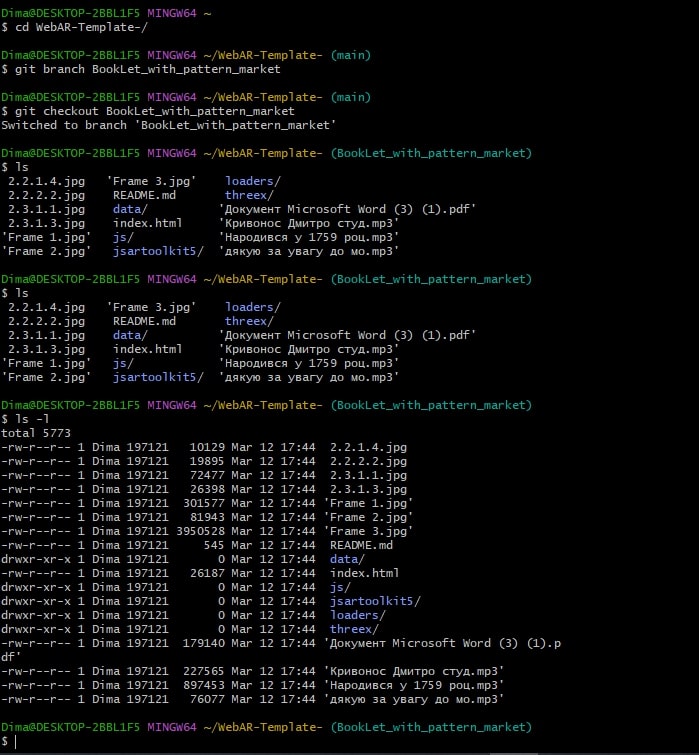 Dima@DESKTOP-2BBL1F5 MINGW64 ~
$ cd WebAR-Template-/
Dima@DESKTOP-2BBL1F5 MINGW64 ~/WebAR-Template- (main)
$ git branch BookLet_with_pattern_market
Dima@DESKTOP-2BBL1F5 MINGW64 ~/WebAR-Template- (main)
$ git checkout BookLet_with_pattern_market
Switched to branch 'BookLet_with_pattern_market'
Dima@DESKTOP-2BBL1F5 MINGW64 ~/WebAR-Template- (BookLet_with_pattern_market)
$ ls
2.2.1.4.jpg 'Frame 3.jpg' loaders/
2.2.2.2.jpg README.md threex/
2.3.1.1.jpg data/ 'Документ Microsoft Word (3) (1).pdf'
2.3.1.3.jpg index.html 'Кривонос Дмитро студ.mp3'
'Frame 1.jpg' js/ 'Народився у 1759 роц.mp3'
'Frame 2.jpg' jsartoolkit5/ 'дякую за увагу до мо.mp3'
Dima@DESKTOP-2BBL1F5 MINGW64 ~/WebAR-Template- (BookLet_with_pattern_market)
$ ls
2.2.1.4.jpg 'Frame 3.jpg' loaders/
2.2.2.2.jpg README.md threex/
2.3.1.1.jpg data/ 'Документ Microsoft Word (3) (1).pdf'
2.3.1.3.jpg index.html 'Кривонос Дмитро студ.mp3'
'Frame 1.jpg' js/ 'Народився у 1759 роц.mp3'
'Frame 2.jpg' jsartoolkit5/ 'дякую за увагу до мо.mp3'
Dima@DESKTOP-2BBL1F5 MINGW64 ~/WebAR-Template- (BookLet_with_pattern_market)
$ ls -l
total 5773
-rw-r--r-- 1 Dima 197121 10129 Mar 12 17:44 2.2.1.4.jpg
-rw-r--r-- 1 Dima 197121 19895 Mar 12 17:44 2.2.2.2.jpg
-rw-r--r-- 1 Dima 197121 72477 Mar 12 17:44 2.3.1.1.jpg
-rw-r--r-- 1 Dima 197121 26398 Mar 12 17:44 2.3.1.3.jpg
-rw-r--r-- 1 Dima 197121 301577 Mar 12 17:44 'Frame 1.jpg'
-rw-r--r-- 1 Dima 197121 81943 Mar 12 17:44 'Frame 2.jpg'
-rw-r--r-- 1 Dima 197121 3950528 Mar 12 17:44 'Frame 3.jpg'
-rw-r--r-- 1 Dima 197121 545 Mar 12 17:44 README.md
drwxr-xr-x 1 Dima 197121 0 Mar 12 17:44 data/
-rw-r--r-- 1 Dima 197121 26187 Mar 12 17:44 index.html
drwxr-xr-x 1 Dima 197121 0 Mar 12 17:44 js/
drwxr-xr-x 1 Dima 197121 0 Mar 12 17:44 jsartoolkit5/
drwxr-xr-x 1 Dima 197121 0 Mar 12 17:44 loaders/
drwxr-xr-x 1 Dima 197121 0 Mar 12 17:44 threex/
-rw-r--r-- 1 Dima 197121 179140 Mar 12 17:44 'Документ Microsoft Word (3) (1).p
df'
-rw-r--r-- 1 Dima 197121 227565 Mar 12 17:44 'Кривонос Дмитро студ.mp3'
-rw-r--r-- 1 Dima 197121 897453 Mar 12 17:44 'Народився у 1759 роц.mp3'
-rw-r--r-- 1 Dima 197121 76077 Mar 12 17:44 'дякую за увагу до мо.mp3'
Dima@DESKTOP-2BBL1F5 MINGW64 ~/WebAR-Template- (BookLet_with_pattern_market)
$